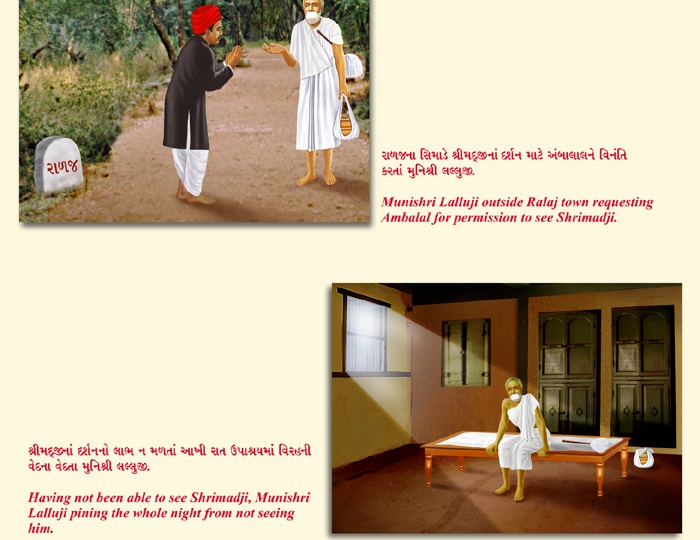 રાળજ
રાળજના સિમાડે શ્રીમદ્જીનાં દર્શન માટે અંબાલાલને વિનંતિ
કરતાં મુનિશ્રી લલ્લુજી.
Munishri Lalluji outside Ralaj town requesting
Ambalal for permission to see Shrimadji.
શ્રીમદ્જીનાં દર્શનનો લાભ ન મળતાં આખી રાત ઉપાશ્રયમાં વિરહની
વેદના વેદતા મુનિશ્રી લલ્લુજી.
Having not been able to see Shrimadji, Munishri
Lalluji pining the whole night from not seeing
him.